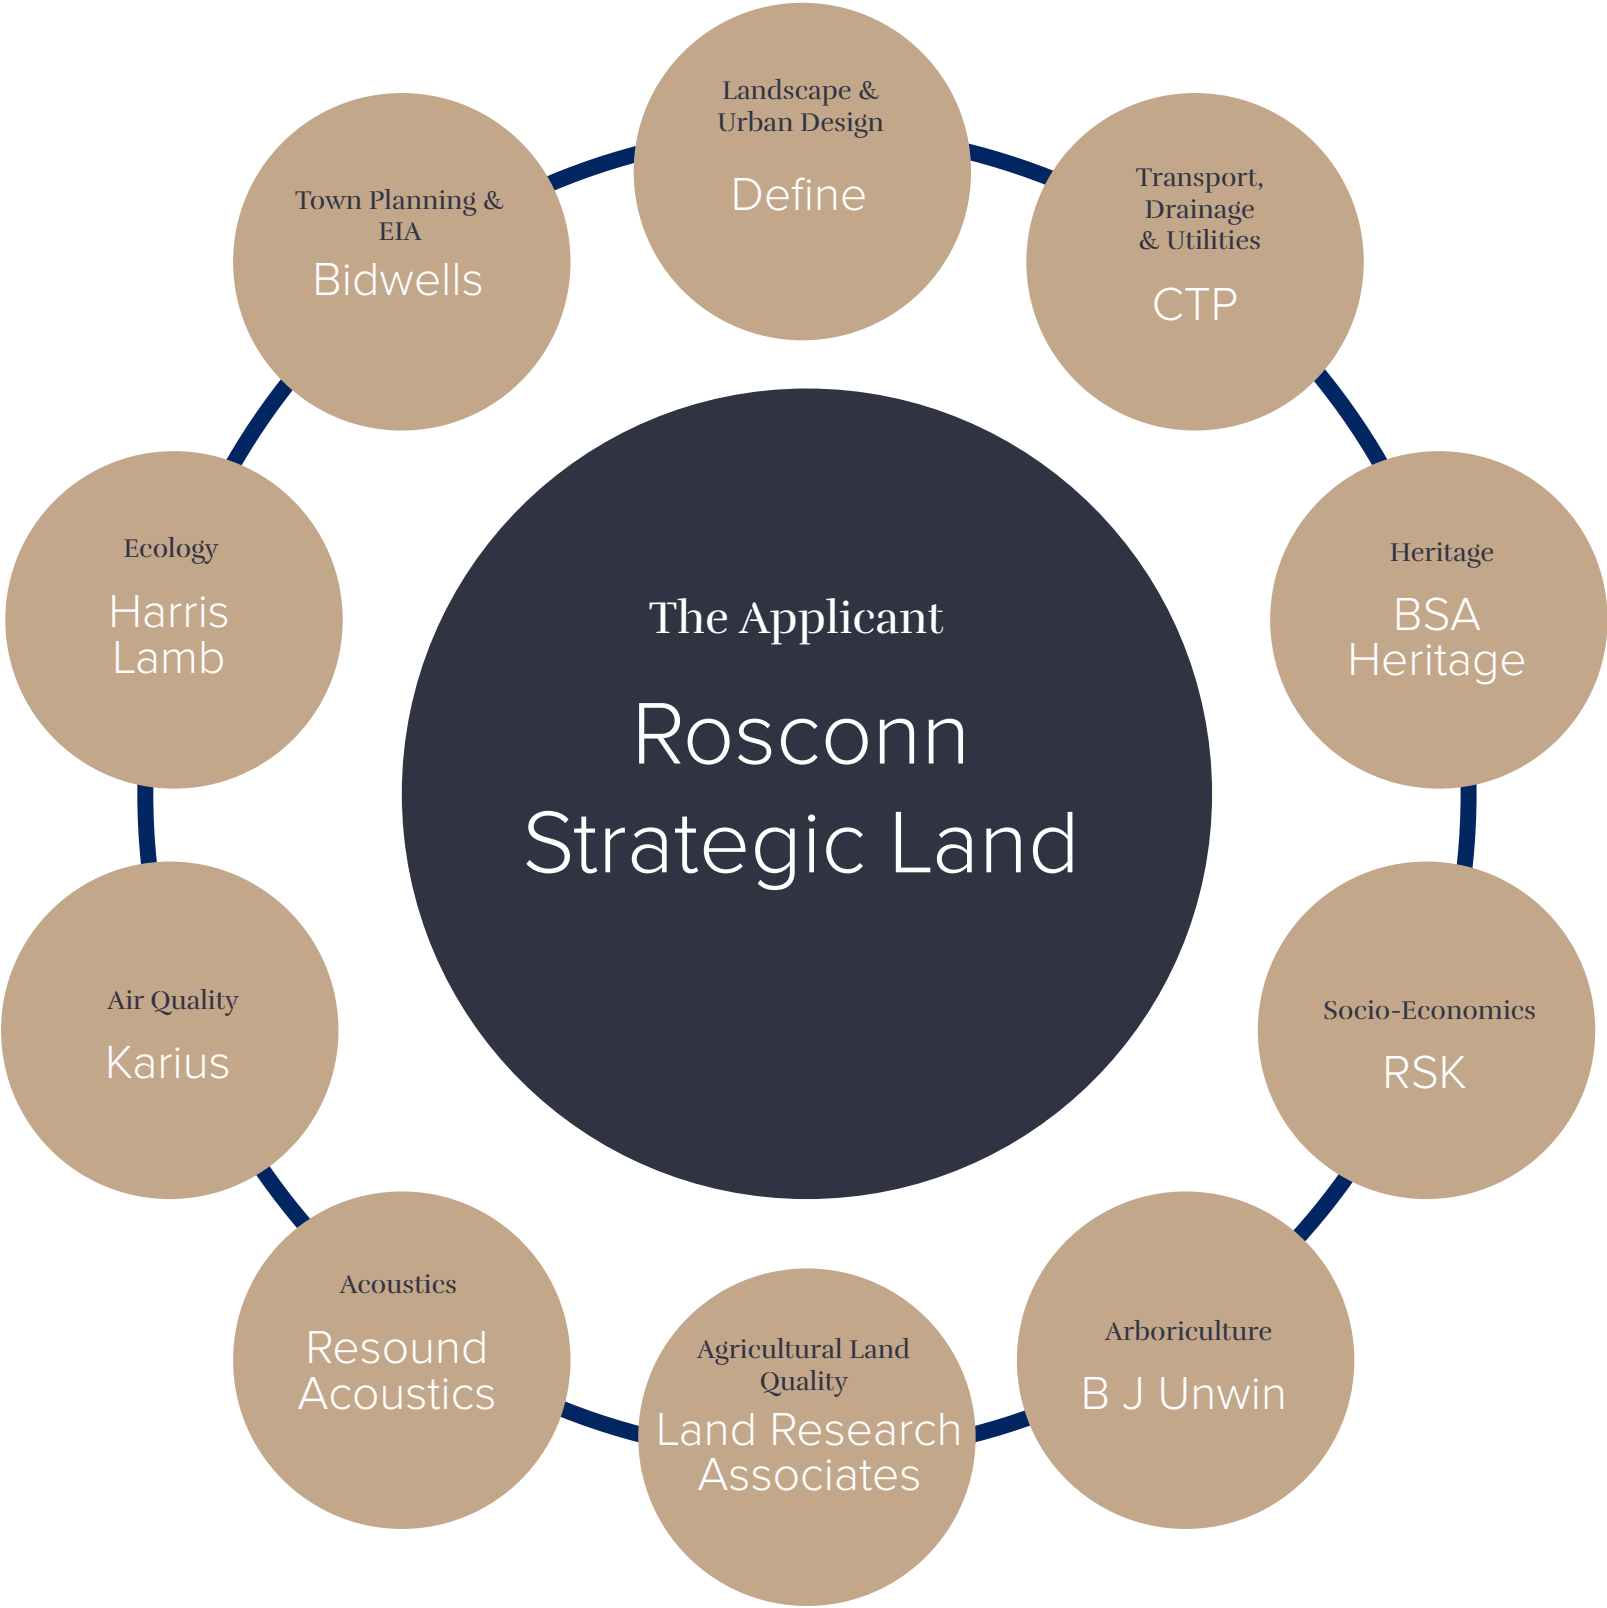 Landscape &
Urban Design
Define
Transport,
Drainage
& Utilities
CTP
Heritage
BSA
Heritage
Socio-Economics
RSK
Arboriculture
B J Unwin
Agricultural Land
Quality
Land Research
Associates
Acoustics
Resound
Acoustics
Air Quality
Karius
Ecology
Harris
Lamb
Town Planning &
EIA
Bidwells
The Applicant
Rosconn
Strategic Land